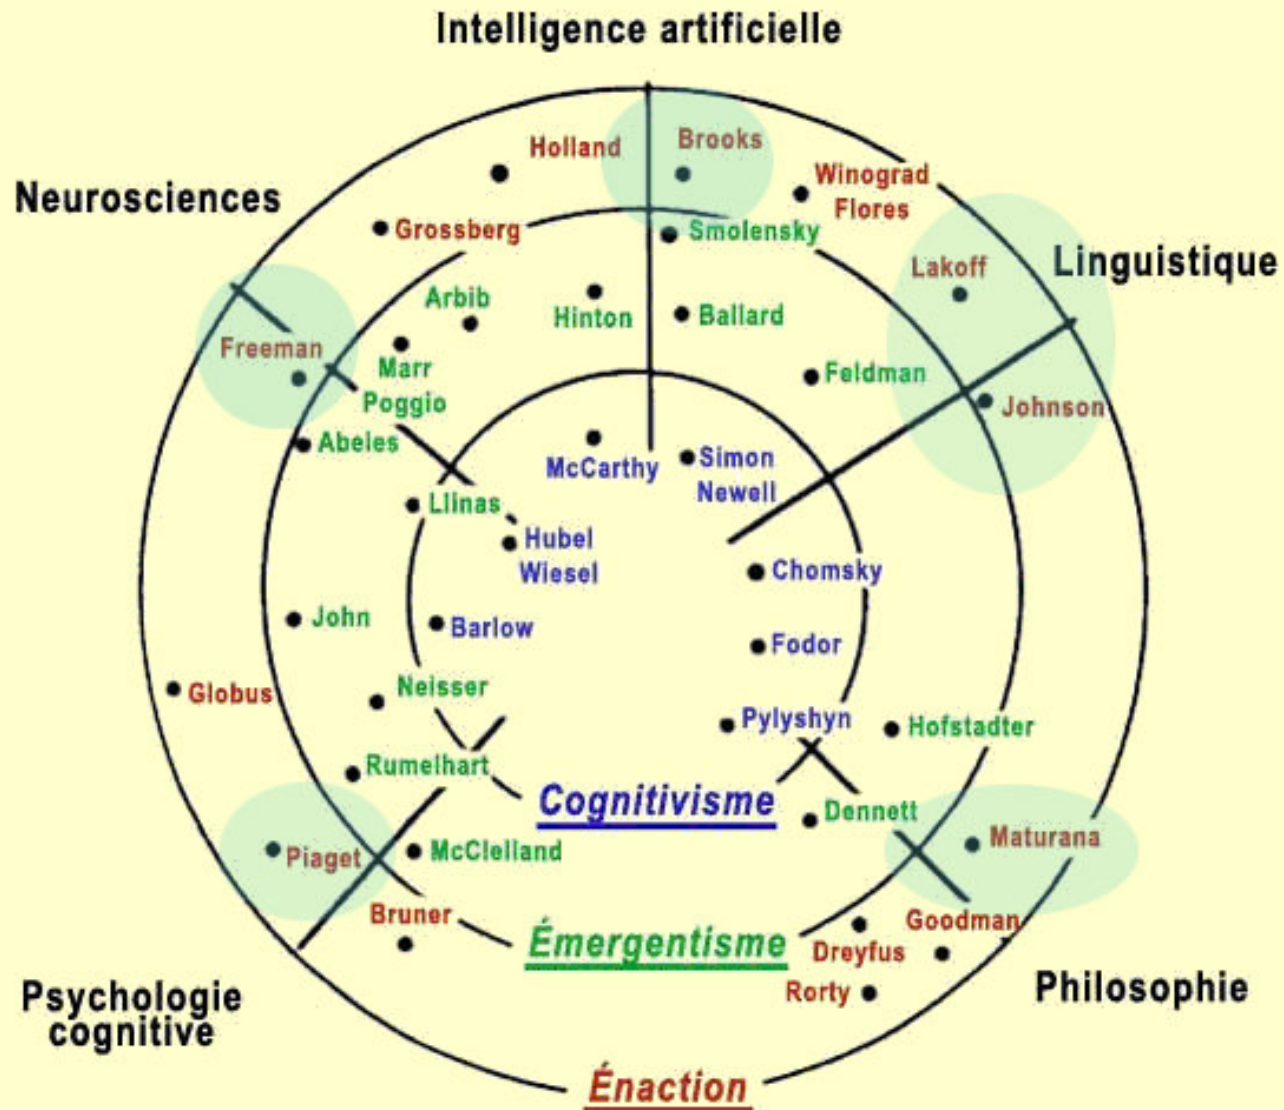 Intelligence artificielle
Holland
Brooks
Winograd
Flores
Neurosciences
Grossberg
Smolensky
Lakoff
Linguistique
Arbib
Hinton
Ballard
Freeman
Marr
Poggio
Feldman
Johnson
Abeles
McCarthy
Simon
Newell
Llinas
Hubel
Wiesel
Chomsky
John
Barlow
Fodor
Globus
Neisser
Pylyshyn
Hofstadter
Rumelhart
Cognitivisme
Dennett
Maturana
Piaget
McClelland
Bruner
Émergentisme
Goodman
Dreyfus
Rorty
Psychologie
cognitive
Philosophie
Énaction